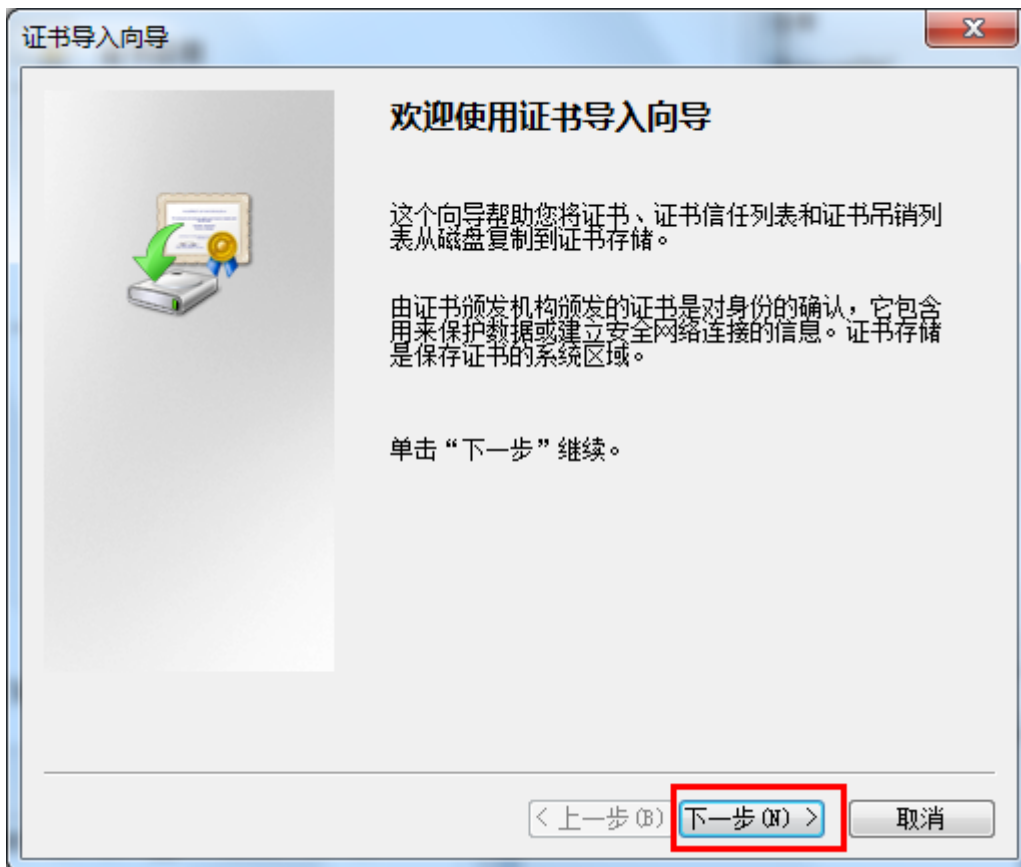 证书导入向导
欢迎使用证书导入向导
这个向导帮助您将证书、证书信任列表和证书吊销列
表从磁盘复制到证书存储。
由证书颁发机构颁发的证书是对身份的确认，它包含
用来保护数据或建立安全网络连接的信息。证书存储
是保存证书的系统区域。
单击“下一步”继续。
< 上一步(B) 下一步(N) > 取消